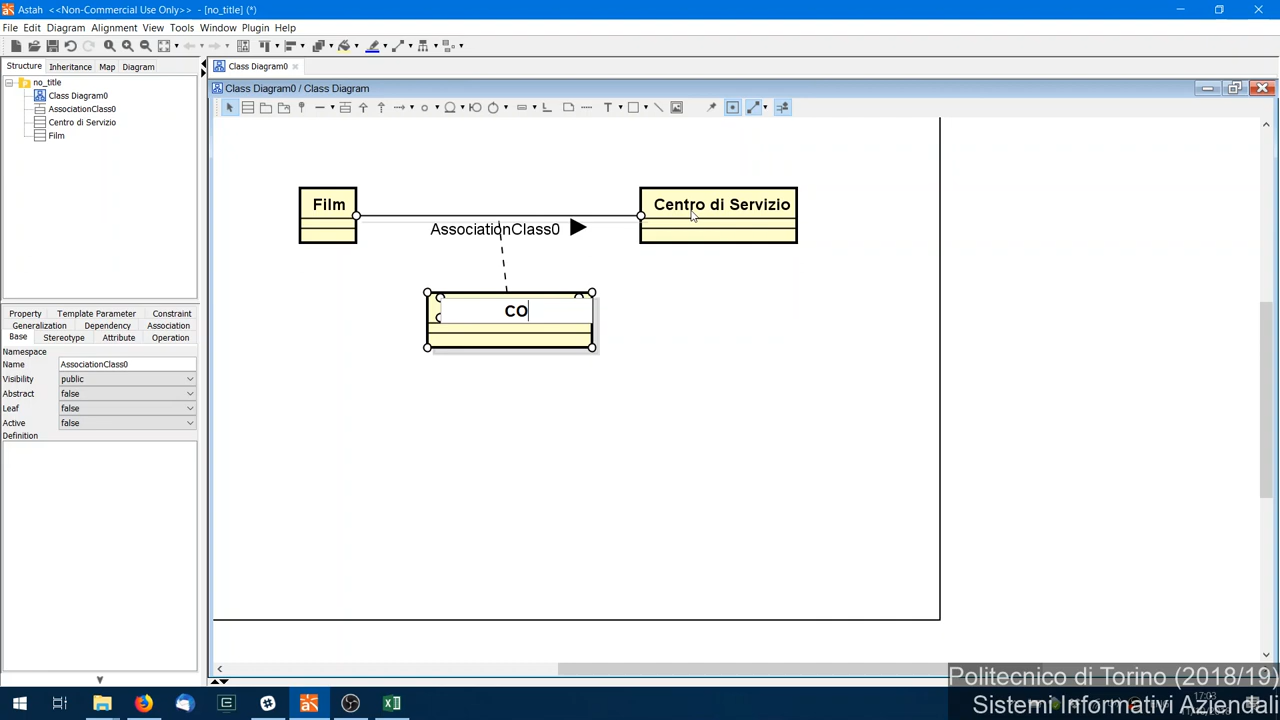 Astah <<Non-Commercial Use Only>> - [no_title] (*)
File Edit Diagram Alignment View Tools Window Plugin Help
Structure Inheritance Map Diagram
Class Diagram0
no_title
Class Diagram0
AssociationClass0
Centro di Servizio
Film
Class Diagram0 / Class Diagram
Film
Centro di Servizio
AssociationClass0
CO
Property Template Parameter Constraint
Generalization Dependency Association
Base Stereotype Attribute Operation
Namespace
Name AssociationClass0
Visibility public
Abstract false
Leaf false
Active false
Definition
Politecnico di Torino (2018/19)
Sistemi Informativi Aziendali
17:03